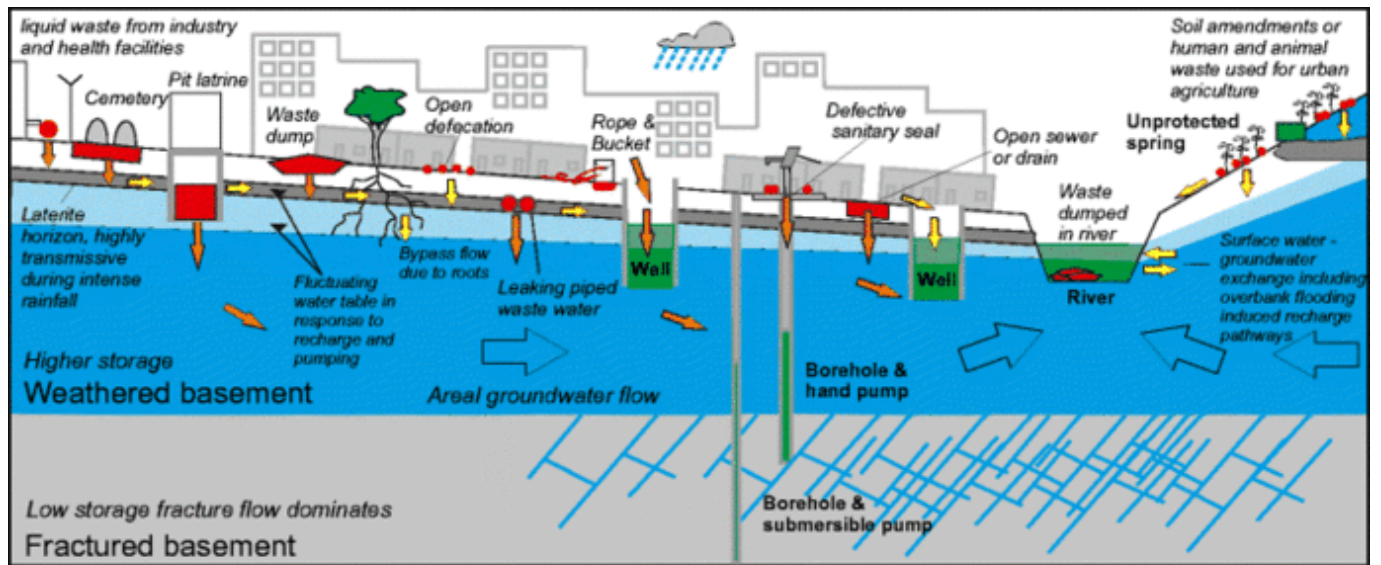 liquid waste from industry
and health facilities
Cemetery
Pit latrine
Waste
dump
Open
defecation
Rope &
Bucket
Defective
sanitary seal
Open sewer
or drain
Unprotected
spring
Soil amendments or
human and animal
waste used for urban
agriculture
Waste
dumped
in river
River
Laterite
horizon, highly
transmissive
during intense
rainfall
Fluctuating
water table in
response to
recharge and
pumping
Bypass flow
due to roots
Leaking piped
waste water
Well
Well
Surface water -
groundwater
exchange including
overbank flooding
induced recharge
pathways
Higher storage
Weathered basement
Areal groundwater flow
Borehole &
hand pump
Borehole &
submersible pump
Low storage fracture flow dominates
Fractured basement